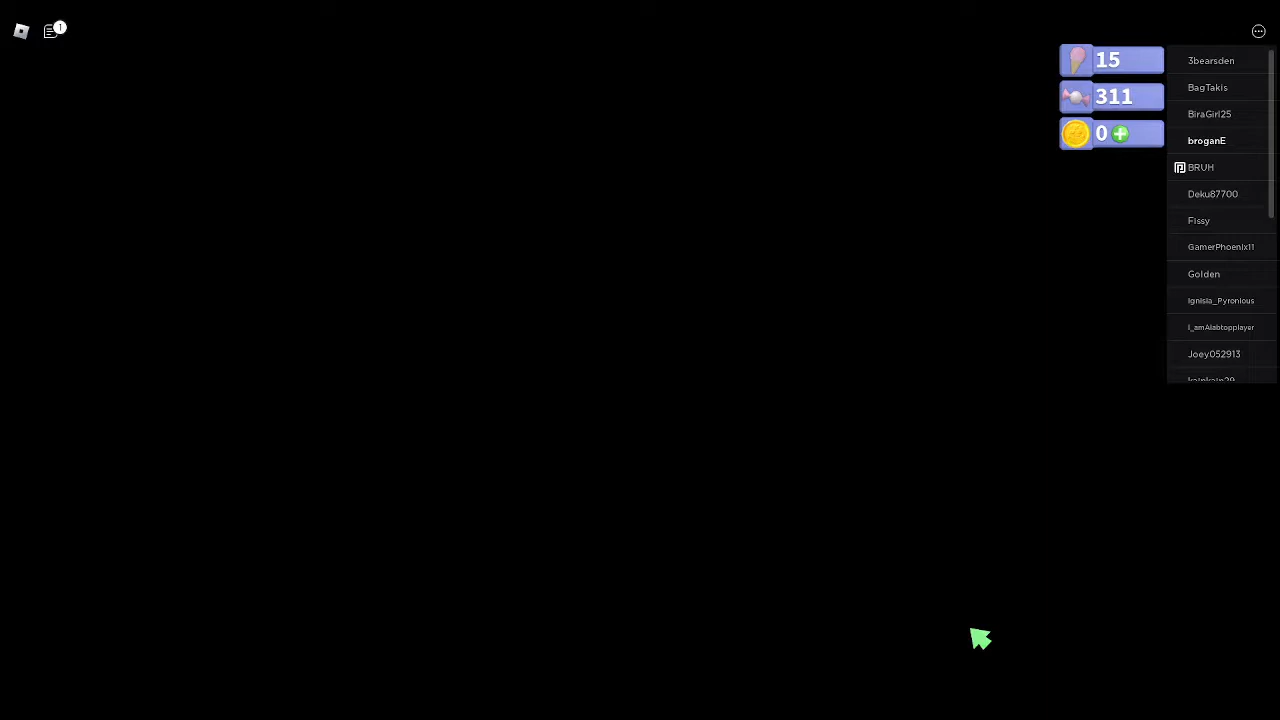 1
15
311
0
3bearsden
BagTakis
BiraGirl25
broganE
BRUH
Deku87700
Fissy
GamerPhoenix11
Golden
Ignisia_Pyronious
I_amAlabtopplayer
Joey052913